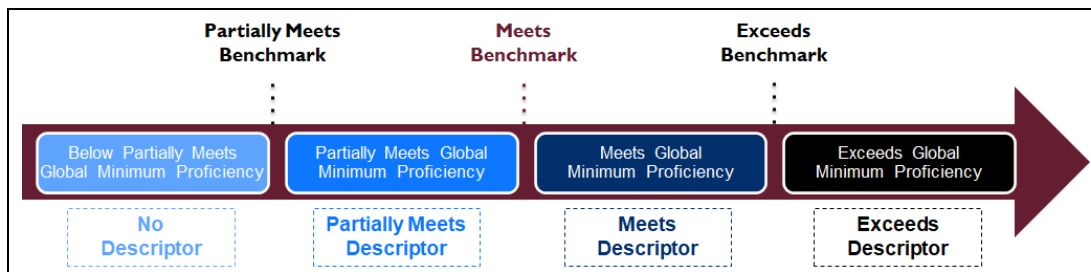 Partially Meets
Benchmark
Meets
Benchmark
Exceeds
Benchmark
Below Partially Meets
Global Minimum Proficiency
Partially Meets Global
Minimum Proficiency
Meets Global
Minimum Proficiency
Exceeds Global
Minimum Proficiency
No
Descriptor
Partially Meets
Descriptor
Meets
Descriptor
Exceeds
Descriptor